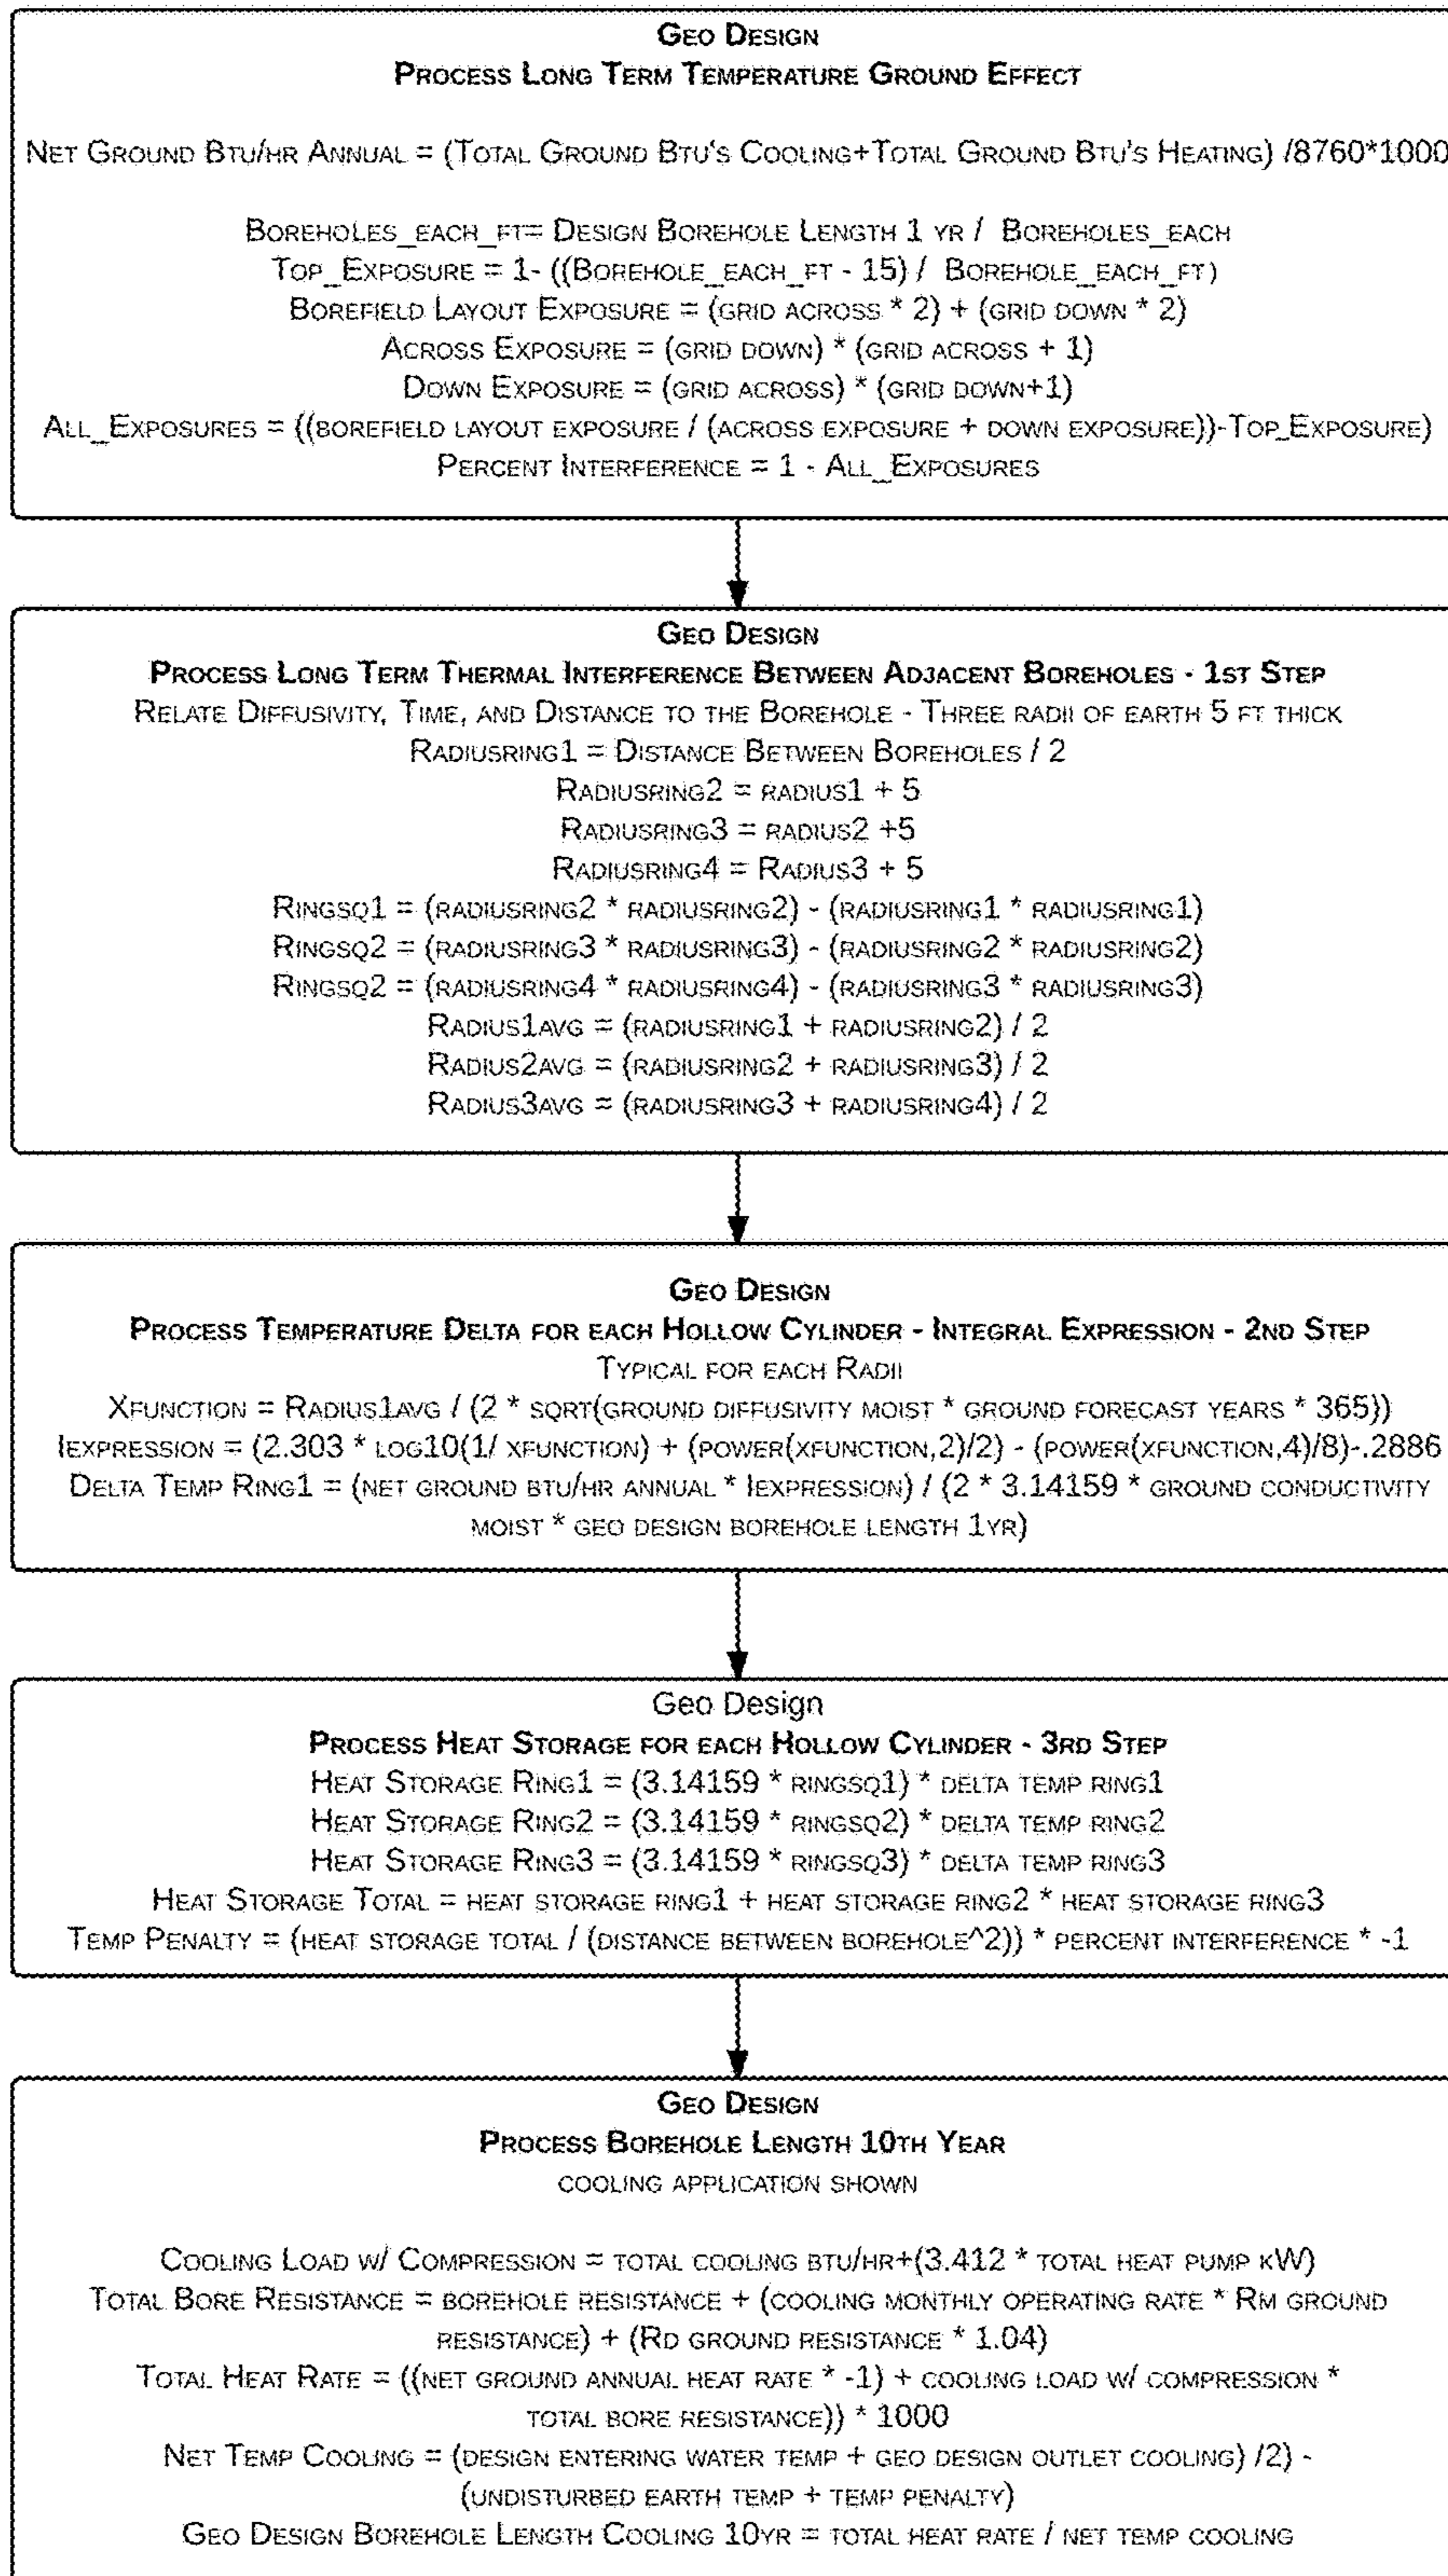 Geo Design
Process Long Term Temperature Ground Effect
Net Ground Btu/hr Annual = (Total Ground Btu's Cooling+Total Ground Btu's Heating) /8760*1000
Boreholes_each_ft= Design Borehole Length 1 yr / Boreholes_each
Top_Exposure = 1- ((Borehole_each_ft - 15) / Borehole_each_ft)
Borefield Layout Exposure = (grid across * 2) + (grid down * 2)
Across Exposure = (grid down) * (grid across + 1)
Down Exposure = (grid across) * (grid down+1)
All_Exposures = ((borefield layout exposure / (across exposure + down exposure))-Top_Exposure)
Percent Interference = 1 - All_Exposures
Geo Design
Process Long Term Thermal Interference Between Adjacent Boreholes - 1st Step
Relate Diffusivity, Time, and Distance to the Borehole - Three radii of earth 5 ft thick
Radiusring1 = Distance Between Boreholes / 2
Radiusring2 = radius1 + 5
Radiusring3 = radius2 +5
Radiusring4 = Radius3 + 5
Ringsq1 = (radiusring2 * radiusring2) - (radiusring1 * radiusring1)
Ringsq2 = (radiusring3 * radiusring3) - (radiusring2 * radiusring2)
Ringsq2 = (radiusring4 * radiusring4) - (radiusring3 * radiusring3)
Radius1avg = (radiusring1 + radiusring2) / 2
Radius2avg = (radiusring2 + radiusring3) / 2
Radius3avg = (radiusring3 + radiusring4) / 2
Geo Design
Process Temperature Delta for each Hollow Cylinder - Integral Expression - 2nd Step
Typical for each Radii
Xfunction = Radius1avg / (2 * sqrt(ground diffusivity moist * ground forecast years * 365))
Iexpression = (2.303 * log10(1/ xfunction) + (power(xfunction,2)/2) - (power(xfunction,4)/8)-.2886
Delta Temp Ring1 = (net ground btu/hr annual * Iexpression) / (2 * 3.14159 * ground conductivity
moist * geo design borehole length 1yr)
Geo Design
Process Heat Storage for each Hollow Cylinder - 3rd Step
Heat Storage Ring1 = (3.14159 * ringsq1) * delta temp ring1
Heat Storage Ring2 = (3.14159 * ringsq2) * delta temp ring2
Heat Storage Ring3 = (3.14159 * ringsq3) * delta temp ring3
Heat Storage Total = heat storage ring1 + heat storage ring2 * heat storage ring3
Temp Penalty = (heat storage total / (distance between borehole^2)) * percent interference * -1
Geo Design
Process Borehole Length 10th Year
cooling application shown
Cooling Load w/ Compression = total cooling btu/hr+(3.412 * total heat pump kW)
Total Bore Resistance = borehole resistance + (cooling monthly operating rate * Rm ground
resistance) + (Rd ground resistance * 1.04)
Total Heat Rate = ((net ground annual heat rate * -1) + cooling load w/ compression *
total bore resistance)) * 1000
Net Temp Cooling = (design entering water temp + geo design outlet cooling) /2) -
(undisturbed earth temp + temp penalty)
Geo Design Borehole Length Cooling 10yr = total heat rate / net temp cooling